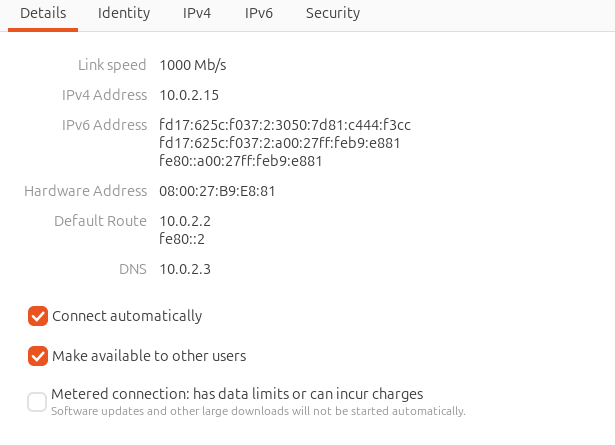 Details Identity IPv4 IPv6 Security
Link speed 1000 Mb/s
IPv4 Address 10.0.2.15
IPv6 Address fd17:625c:f037:2:3050:7d81:c444:f3cc
fd17:625c:f037:2:a00:27ff:feb9:e881
fe80::a00:27ff:feb9:e881
Hardware Address 08:00:27:B9:E8:81
Default Route 10.0.2.2
fe80::2
DNS 10.0.2.3
Connect automatically
Make available to other users
Metered connection: has data limits or can incur charges
Software updates and other large downloads will not be started automatically.